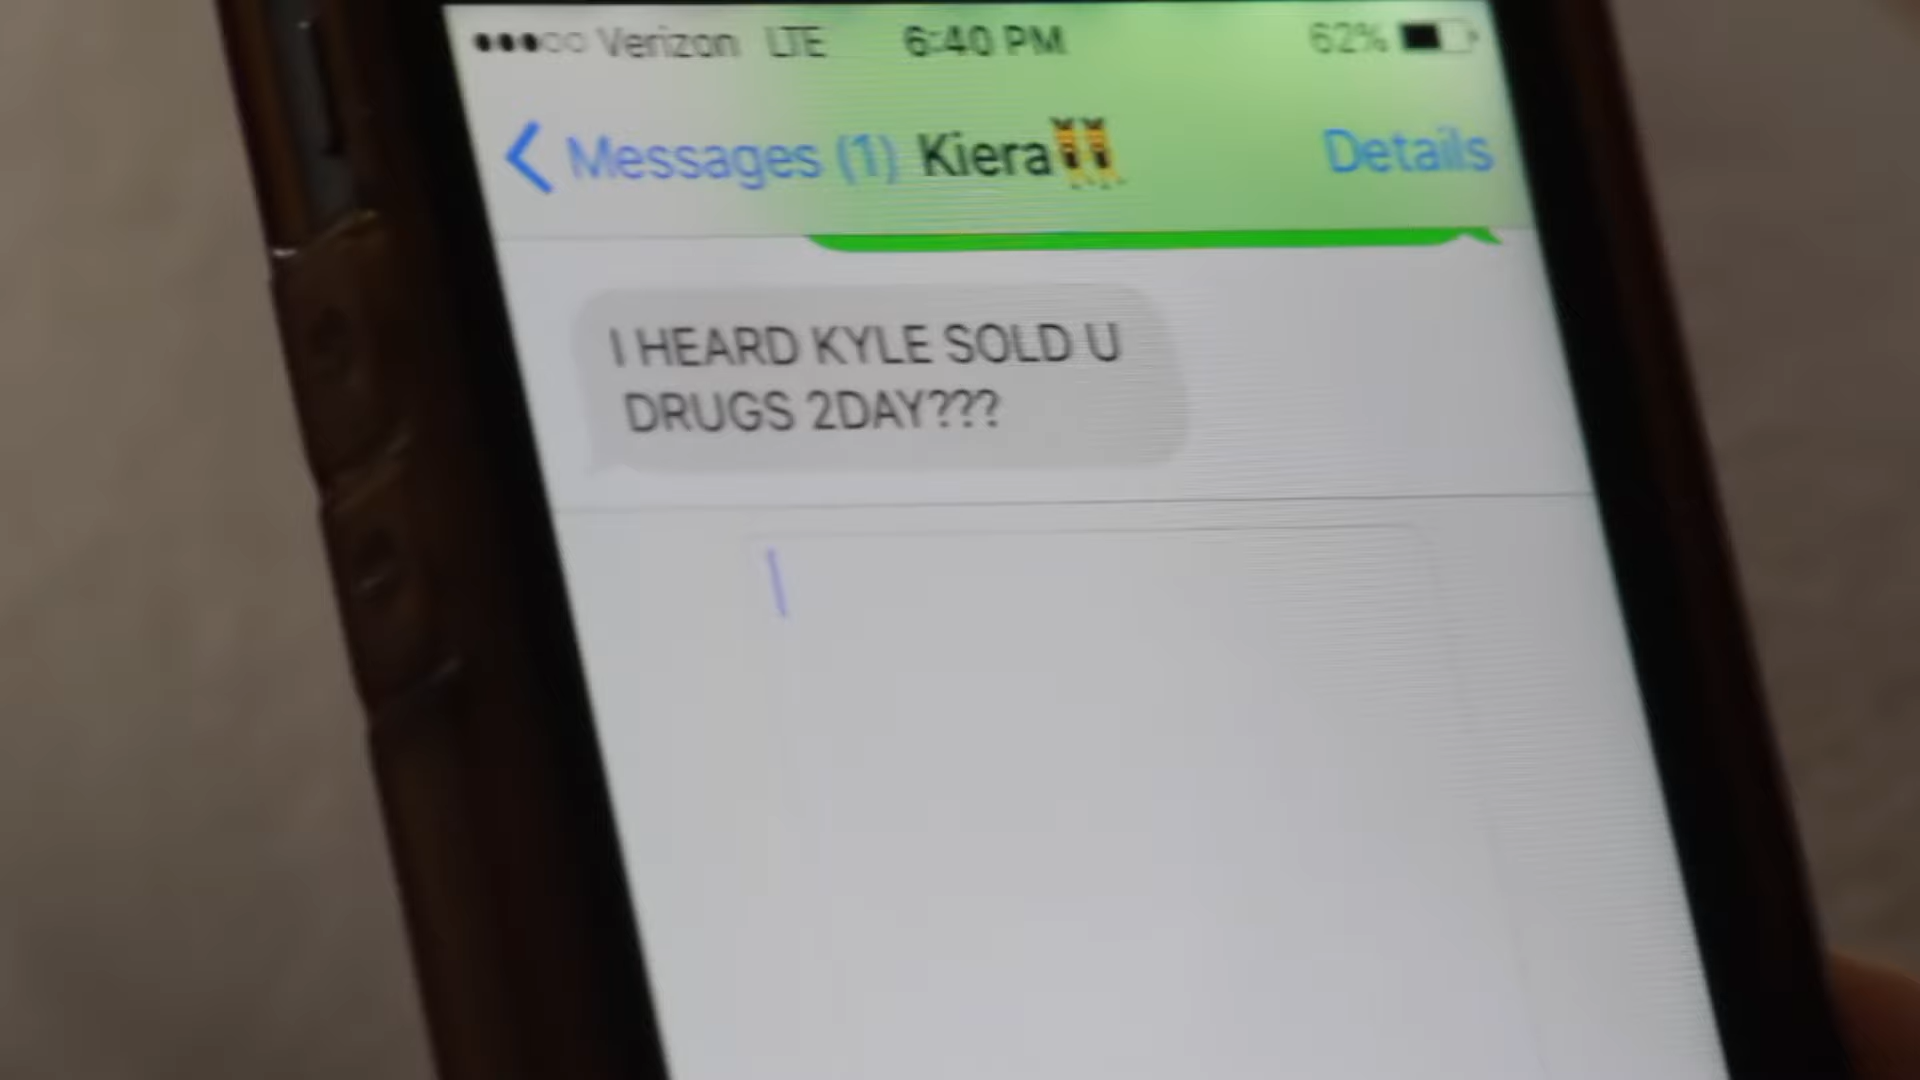 Verizon LTE 6:40 PM 62%
Messages (1) Kiera Details
I HEARD KYLE SOLD U
DRUGS 2DAY???